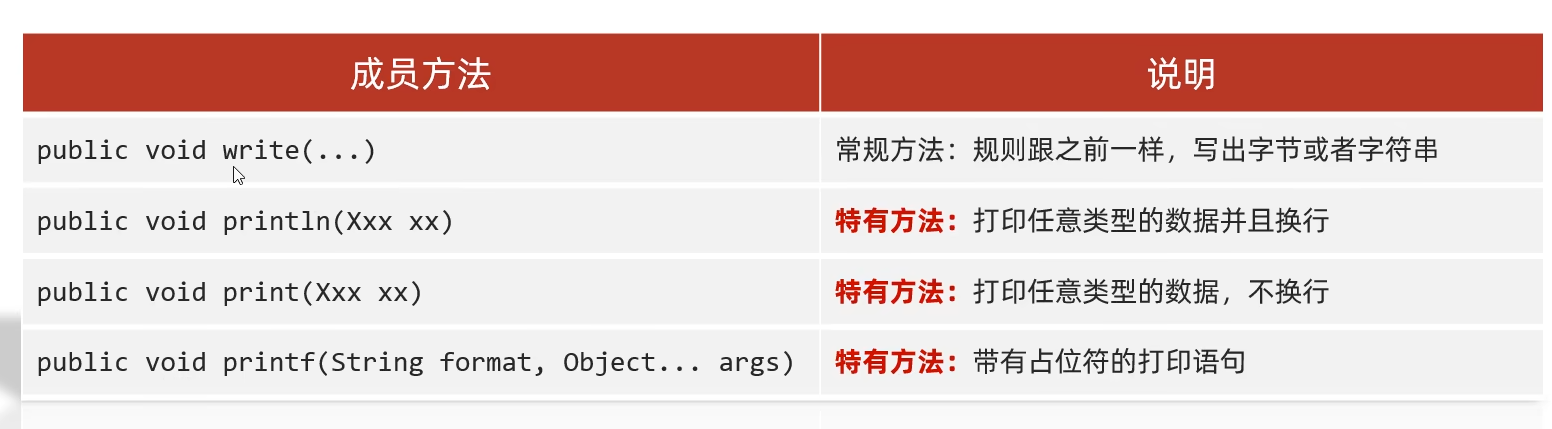 成员方法 说明
public void write(...) 常规方法：规则跟之前一样，写出字节或者字符串
public void println(Xxx xx) 特有方法：打印任意类型的数据并且换行
public void print(Xxx xx) 特有方法：打印任意类型的数据，不换行
public void printf(String format, Object... args) 特有方法：带有占位符的打印语句